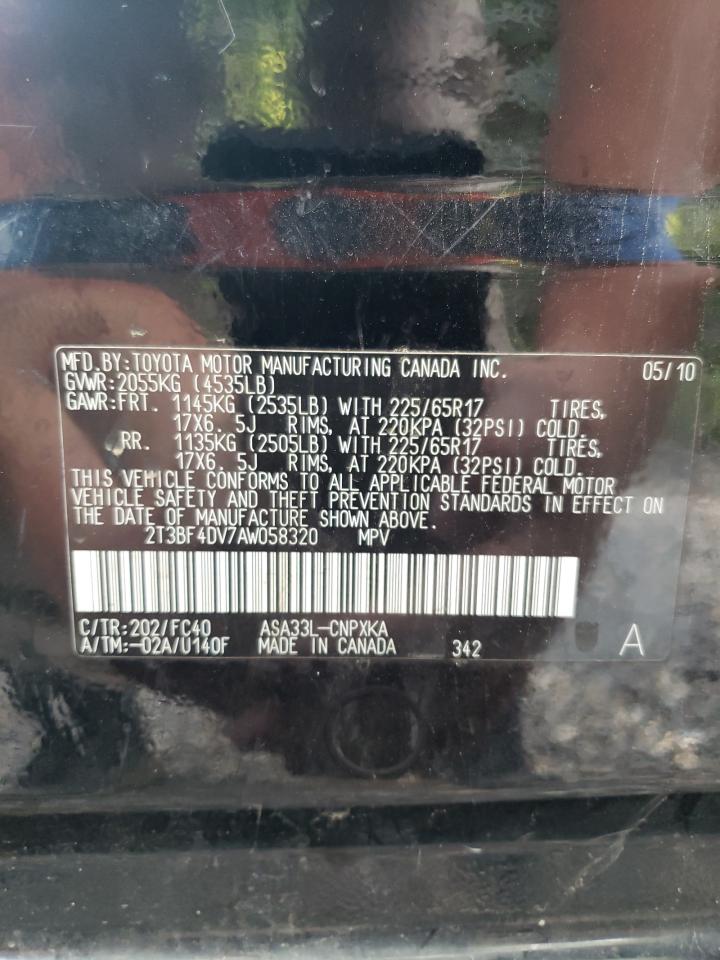 MFD.BY:TOYOTA MOTOR MANUFACTURING CANADA INC. 05/10
GVWR:2055KG (4535LB)
GAWR:FRT. 1145KG (2535LB) WITH 225/65R17 TIRES,
17X6. 5J RIMS, AT 220KPA (32PSI) COLD.
RR. 1135KG (2505LB) WITH 225/65R17 TIRES,
17X6. 5J RIMS, AT 220KPA (32PSI) COLD.
THIS VEHICLE CONFORMS TO ALL APPLICABLE FEDERAL MOTOR
VEHICLE SAFETY AND THEFT PREVENTION STANDARDS IN EFFECT ON
THE DATE OF MANUFACTURE SHOWN ABOVE.
2T3BF4DV7AW058320 MPV
C/TR:202/FC40 ASA33L-CNPXKA
A/TM:-02A/U140F MADE IN CANADA 342 A